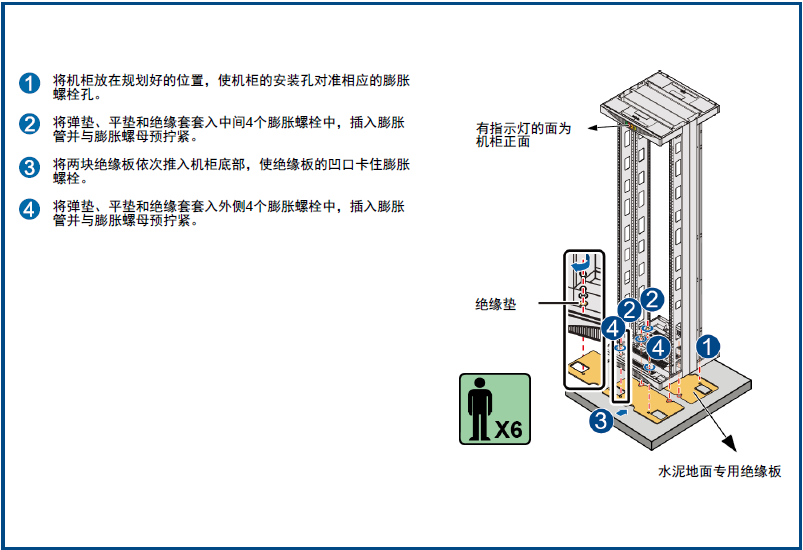 1 将机柜放在规划好的位置，使机柜的安装孔对准相应的膨胀
螺栓孔。
2 将弹垫、平垫和绝缘套套入中间4个膨胀螺栓中，插入膨胀
管并与膨胀螺母预拧紧。
3 将两块绝缘板依次推入机柜底部，使绝缘板的凹口卡住膨胀
螺栓。
4 将弹垫、平垫和绝缘套套入外侧4个膨胀螺栓中，插入膨胀
管并与膨胀螺母预拧紧。
有指示灯的面为
机柜正面
绝缘垫
2
2
4
4
1
3
X6
水泥地面专用绝缘板